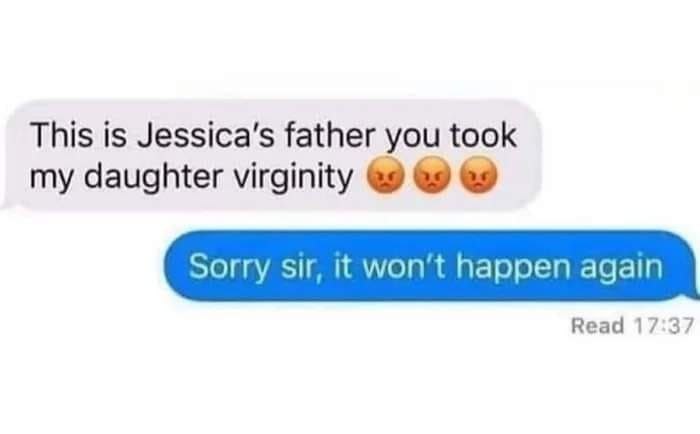 This is Jessica's father you took
my daughter virginity 😡 😡 😡
Sorry sir, it won't happen again
Read 17:37